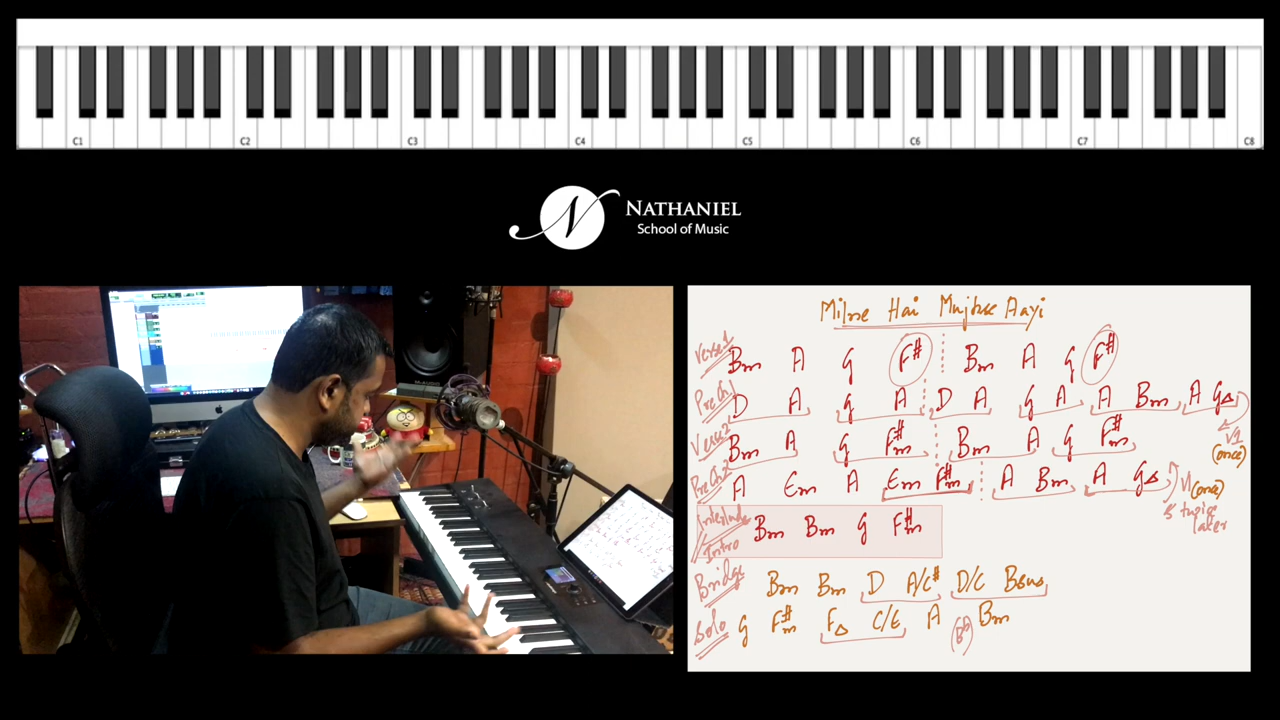 C1 C2 C3 C4 C5 C6 C7 C8
NATHANIEL
School of Music
Milne Hai Mujhse Aayi
Verse1 Bm A G F# Bm A G F#
PreCh1 D A G A D A G A A Bm A G△
V1 (once)
Verse2 Bm A G F#m Bm A G F#m
PreCh2 A Em A Em F#m A Bm A G△
V1 (once) & twice later
Interlude/Intro Bm Bm G F#m
Bridge Bm Bm D A/C# D/C Bsus
Solo G F#m F△ C/E A Bm